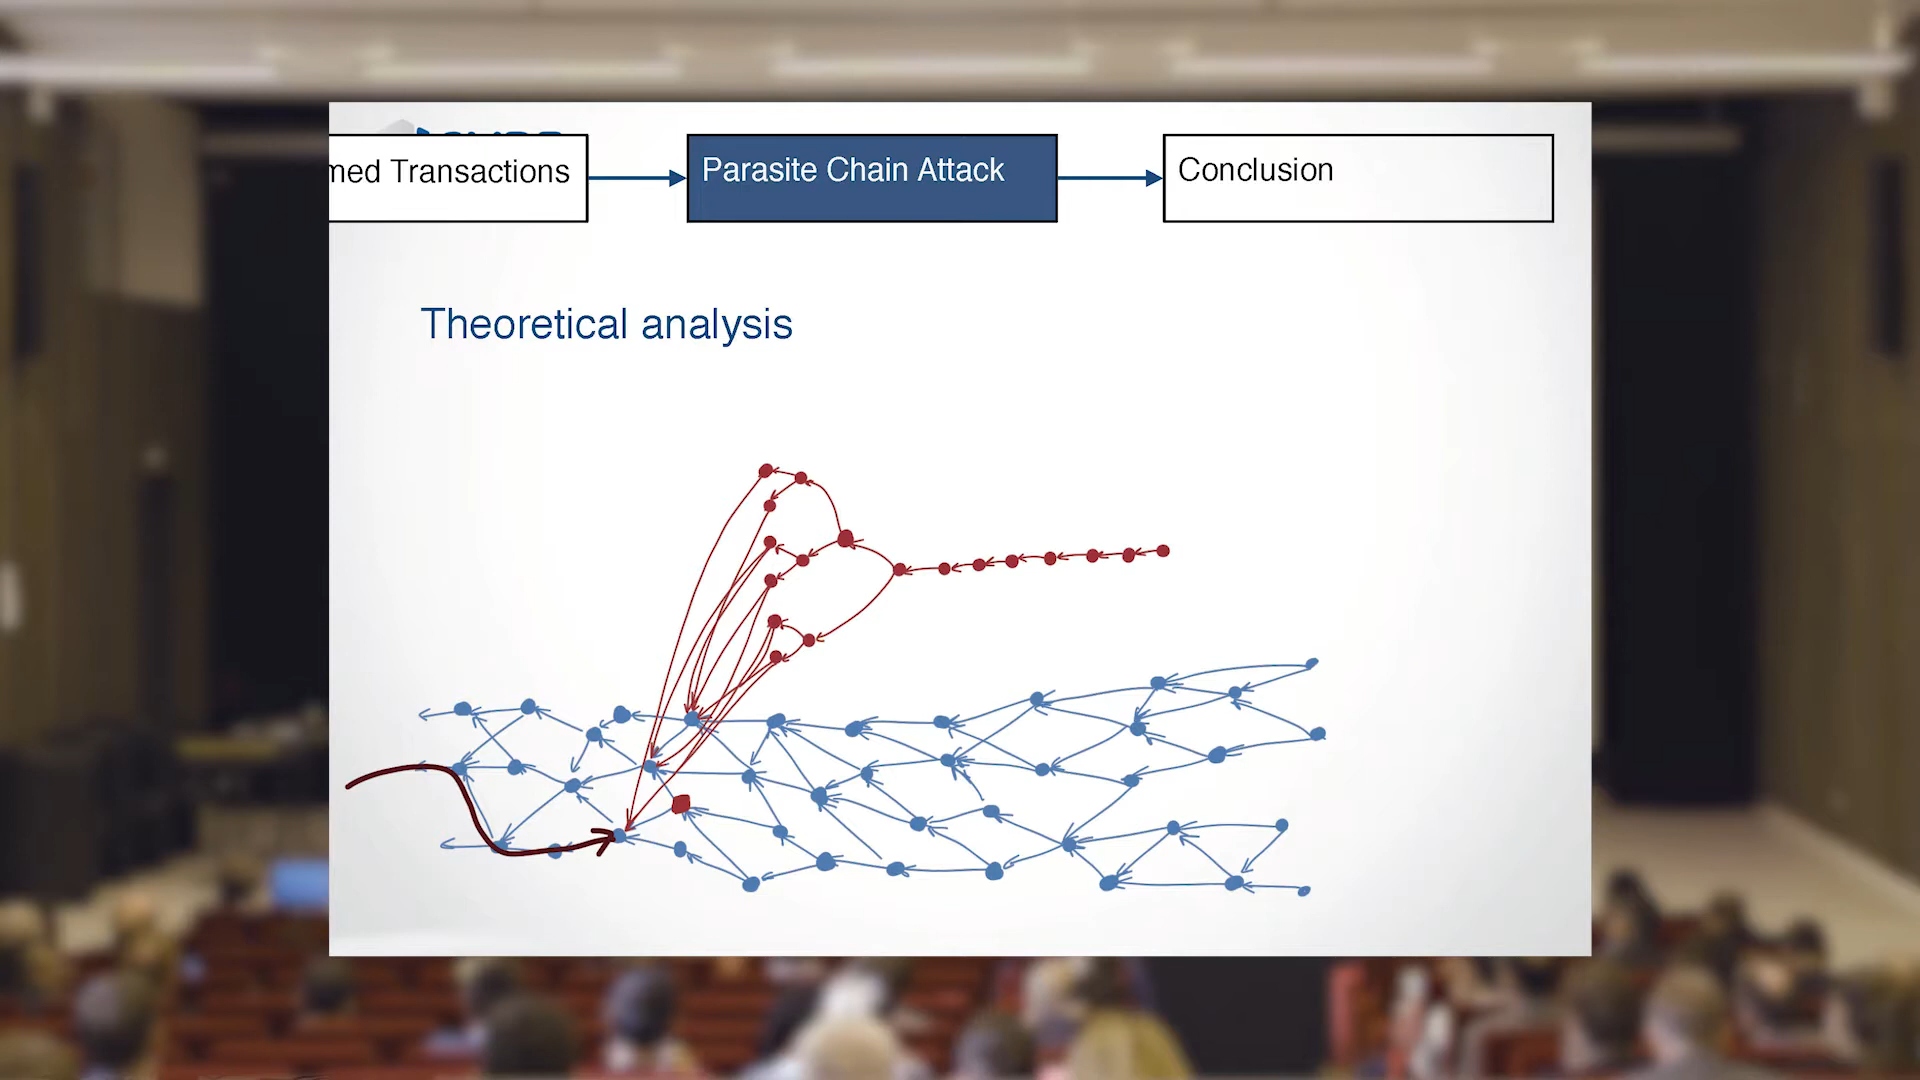 med Transactions
Parasite Chain Attack
Conclusion
Theoretical analysis